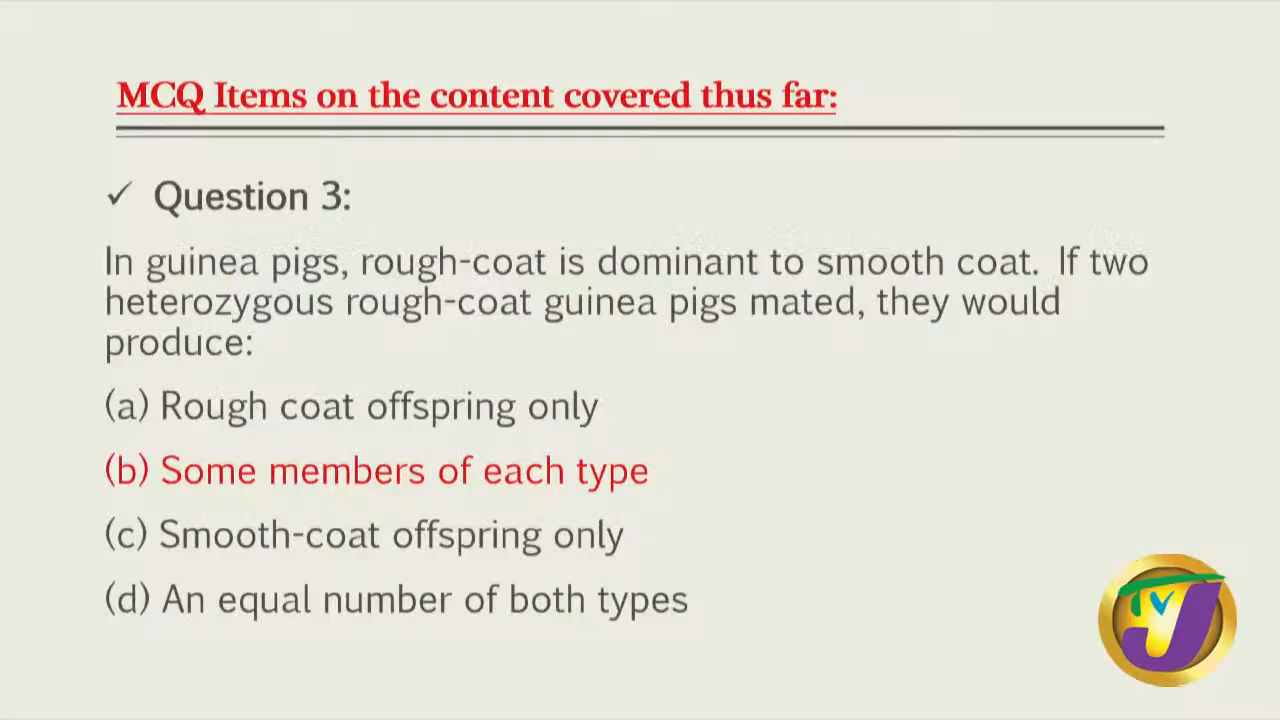 MCQ Items on the content covered thus far:
✓ Question 3:
In guinea pigs, rough-coat is dominant to smooth coat. If two
heterozygous rough-coat guinea pigs mated, they would
produce:
(a) Rough coat offspring only
(b) Some members of each type
(c) Smooth-coat offspring only
(d) An equal number of both types
TVJ